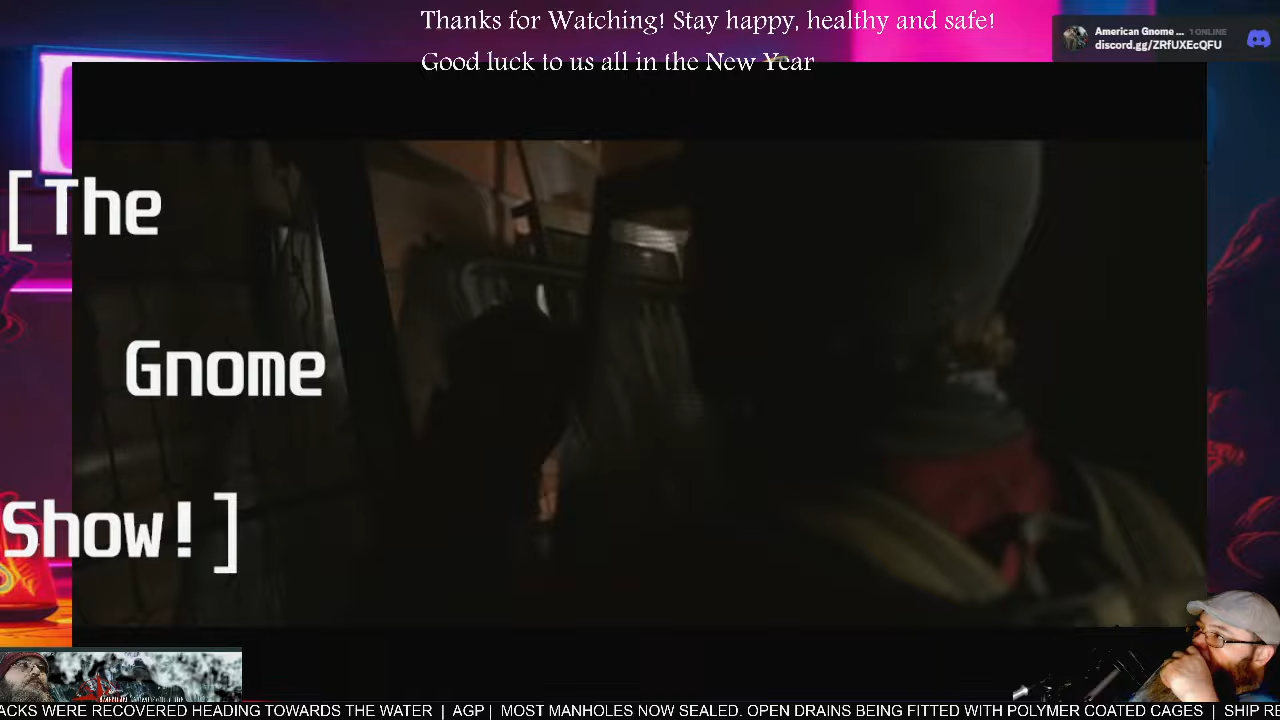 Thanks for Watching! Stay happy, healthy and safe!
Good luck to us all in the New Year
American Gnome ... 1 ONLINE
discord.gg/ZRfUXEcQFU
[The
Gnome
Show!]
ACKS WERE RECOVERED HEADING TOWARDS THE WATER | AGP | MOST MANHOLES NOW SEALED. OPEN DRAINS BEING FITTED WITH POLYMER COATED CAGES | SHIP RE